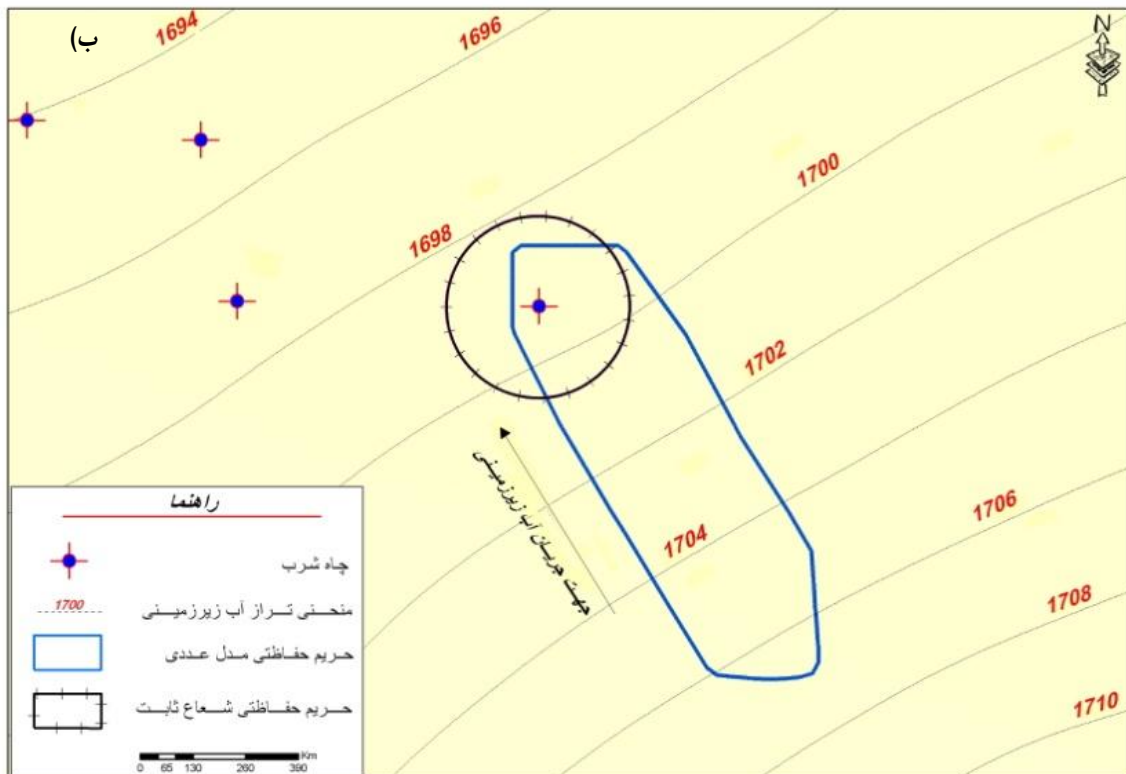 ب)
N
1694
1696
1698
1700
1702
1704
1706
1708
1710
جهت جریان آب زیرزمینی
راهنما
چاه شرب
1700
منحنی تراز آب زیرزمینی
حریم حفاظتی مدل عددی
حریم حفاظتی شعاع ثابت
Km
0 65 130 260 390